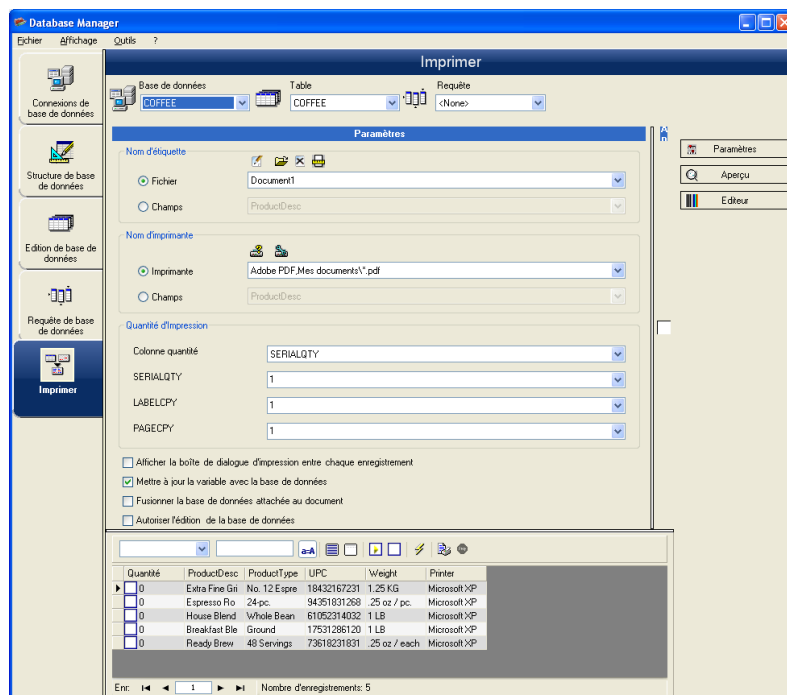 Database Manager
Fichier Affichage Outils ?
Imprimer
Connexions de
base de données
Structure de base
de données
Edition de base de
données
Requête de base
de données
Imprimer
Base de données Table Requête
COFFEE COFFEE <None>
Paramètres
Nom d'étiquette
Fichier Document1
Champs ProductDesc
Nom d'imprimante
Imprimante Adobe PDF,Mes documents\*.pdf
Champs ProductDesc
Quantité d'Impression
Colonne quantité SERIALQTY
SERIALQTY 1
LABELCPY 1
PAGECPY 1
Afficher la boîte de dialogue d'impression entre chaque enregistrement
Mettre à jour la variable avec la base de données
Fusionner la base de données attachée au document
Autoriser l'édition de la base de données
Paramètres
Aperçu
Editeur
a=A
Quantité ProductDesc ProductType UPC Weight Printer
0 Extra Fine Gri No. 12 Espre 18432167231 1.25 KG Microsoft XP
0 Espresso Ro 24-pc. 94351831268 .25 oz / pc. Microsoft XP
0 House Blend Whole Bean 61052314032 1 LB Microsoft XP
0 Breakfast Ble Ground 17531286120 1 LB Microsoft XP
0 Ready Brew 48 Servings 73618231831 .25 oz / each Microsoft XP
Enr: 1 Nombre d'enregistrements: 5